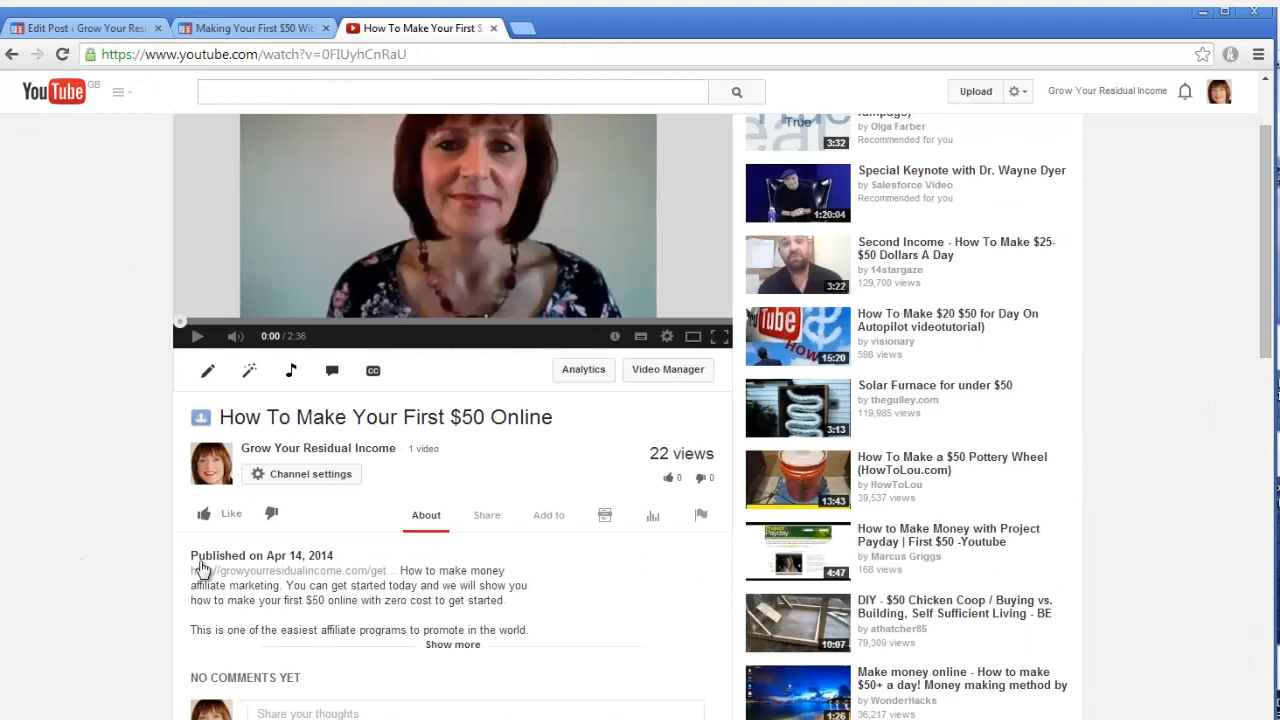 Edit Post ‹ Grow Your Resi
Making Your First $50 With
How To Make Your First $
https://www.youtube.com/watch?v=0FIUyhCnRaU
YouTube GB
Upload
Grow Your Residual Income
0:00 / 2:36
Analytics
Video Manager
How To Make Your First $50 Online
Grow Your Residual Income · 1 video
Channel settings
22 views
0 0
Like
About
Share
Add to
Published on Apr 14, 2014
growyourresidualincome.com/get... How to make money
affiliate marketing. You can get started today and we will show you
how to make your first $50 online with zero cost to get started.
This is one of the easiest affiliate programs to promote in the world.
Show more
NO COMMENTS YET
Share your thoughts
True
3:32
by Olga Farber
Recommended for you
1:20:04
Special Keynote with Dr. Wayne Dyer
by Salesforce Video
Recommended for you
3:22
Second Income - How To Make $25-
$50 Dollars A Day
by 14stargaze
129,700 views
Tube
HOW
15:20
How To Make $20 $50 for Day On
Autopilot videotutorial)
by visionary
598 views
3:13
Solar Furnace for under $50
by thegulley.com
119,985 views
13:43
How To Make a $50 Pottery Wheel
(HowToLou.com)
by HowToLou
39,537 views
4:47
How to Make Money with Project
Payday | First $50 -Youtube
by Marcus Griggs
168 views
10:07
DIY - $50 Chicken Coop / Buying vs.
Building, Self Sufficient Living - BE
by athatcher85
79,309 views
1:26
Make money online - How to make
$50+ a day! Money making method by
by WonderHacks
36,217 views